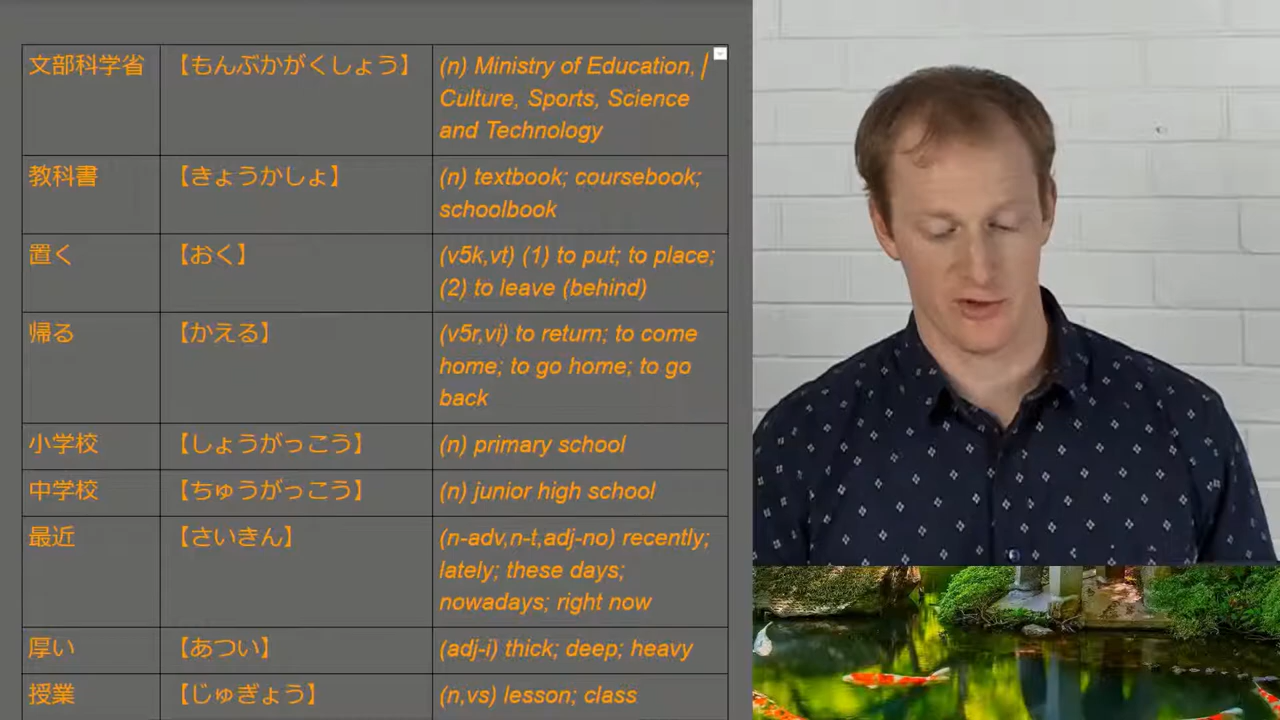 文部科学省 【もんぶかがくしょう】 (n) Ministry of Education,
Culture, Sports, Science
and Technology
教科書 【きょうかしょ】 (n) textbook; coursebook;
schoolbook
置く 【おく】 (v5k,vt) (1) to put; to place;
(2) to leave (behind)
帰る 【かえる】 (v5r,vi) to return; to come
home; to go home; to go
back
小学校 【しょうがっこう】 (n) primary school
中学校 【ちゅうがっこう】 (n) junior high school
最近 【さいきん】 (n-adv,n-t,adj-no) recently;
lately; these days;
nowadays; right now
厚い 【あつい】 (adj-i) thick; deep; heavy
授業 【じゅぎょう】 (n,vs) lesson; class